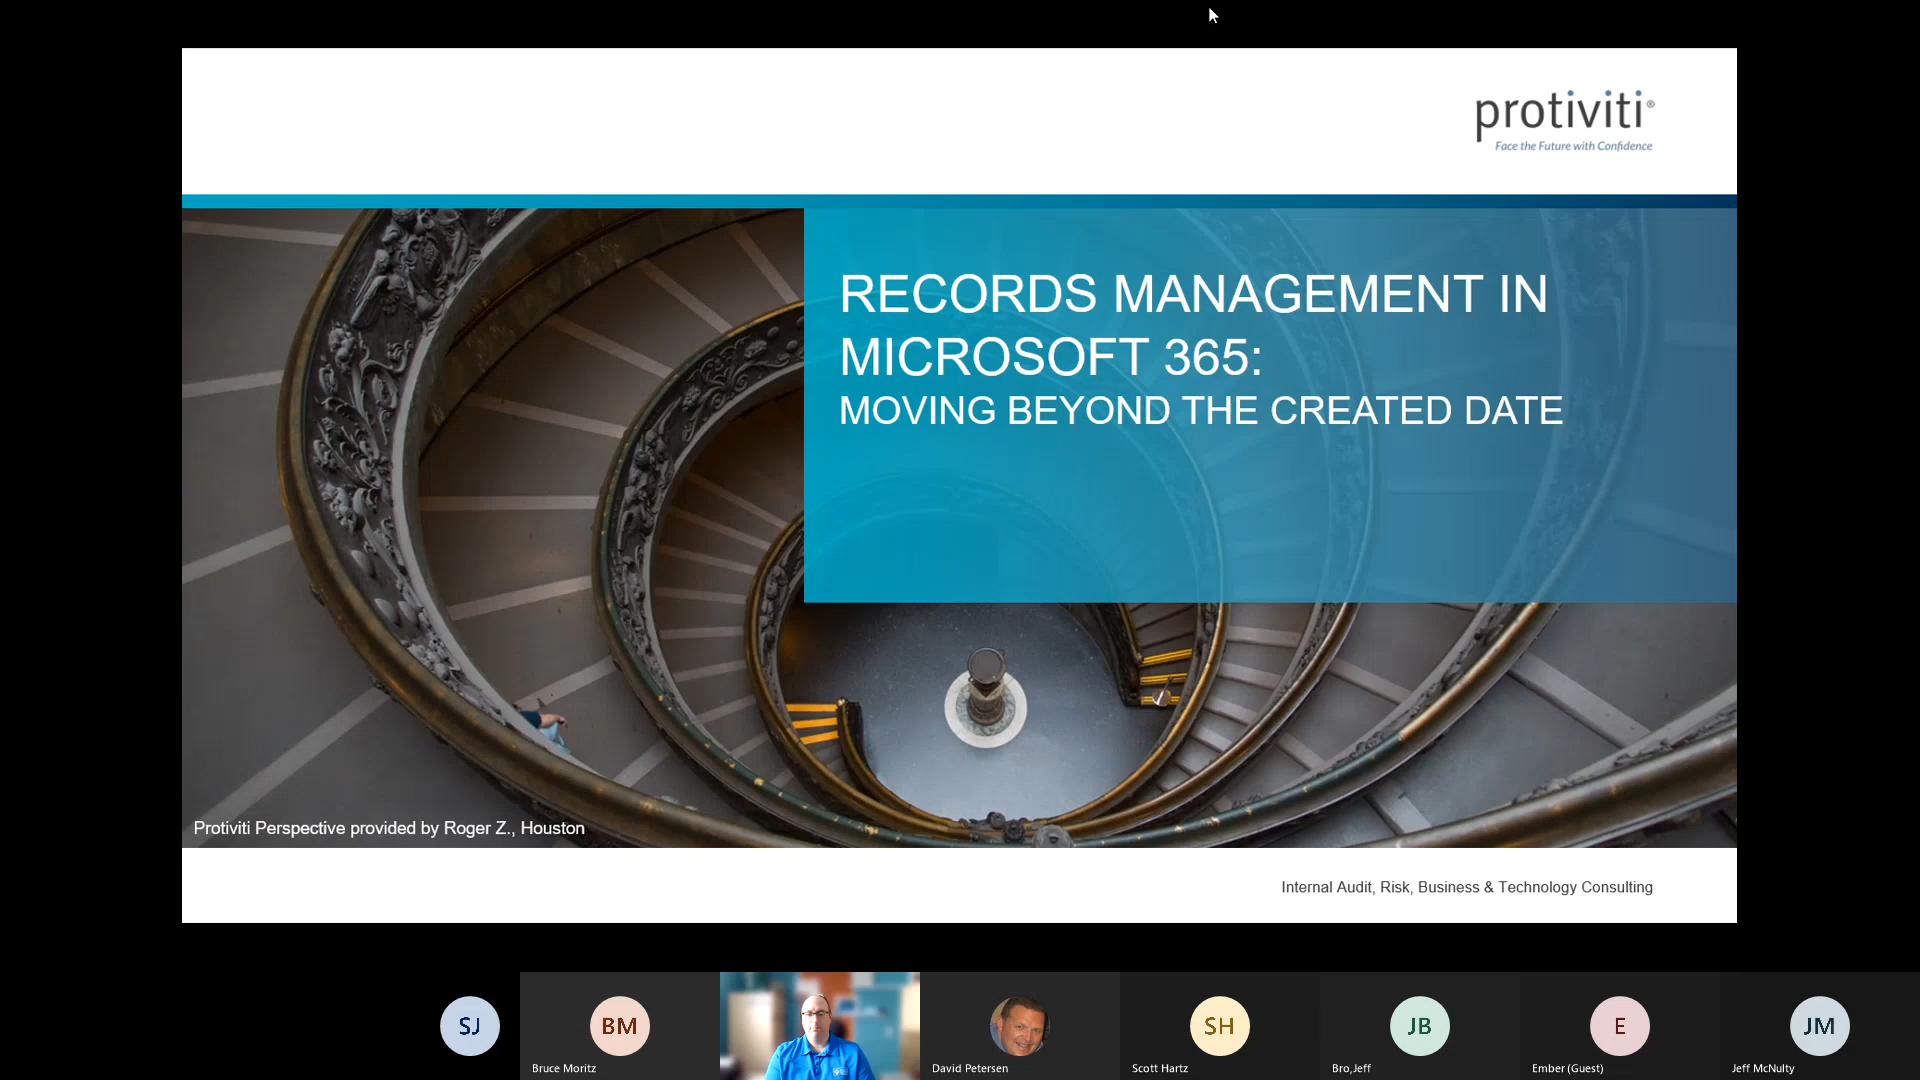 protiviti®
Face the Future with Confidence
RECORDS MANAGEMENT IN
MICROSOFT 365:
MOVING BEYOND THE CREATED DATE
Protiviti Perspective provided by Roger Z., Houston
Internal Audit, Risk, Business & Technology Consulting
SJ
BM
SH
JB
E
JM
Bruce Moritz
David Petersen
Scott Hartz
Bro,Jeff
Ember (Guest)
Jeff McNulty